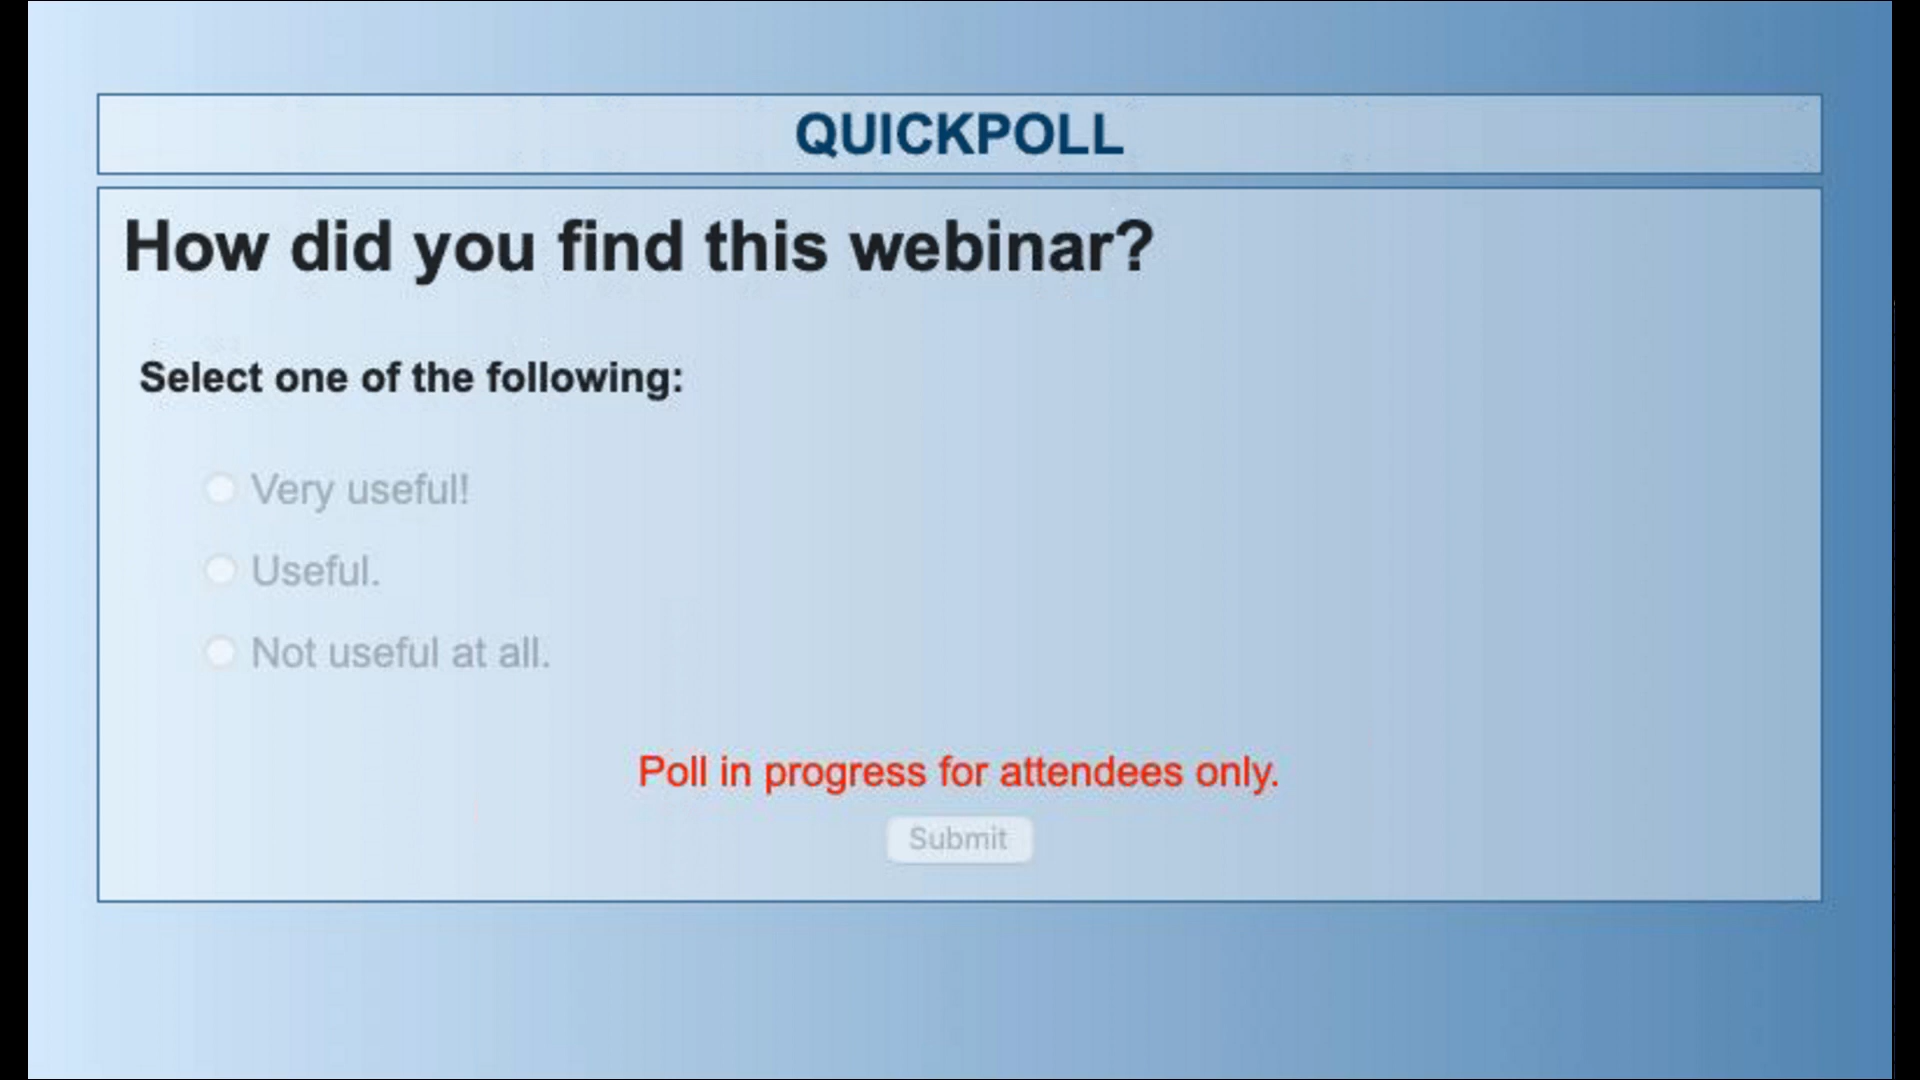 QUICKPOLL
How did you find this webinar?
Select one of the following:
Very useful!
Useful.
Not useful at all.
Poll in progress for attendees only.
Submit